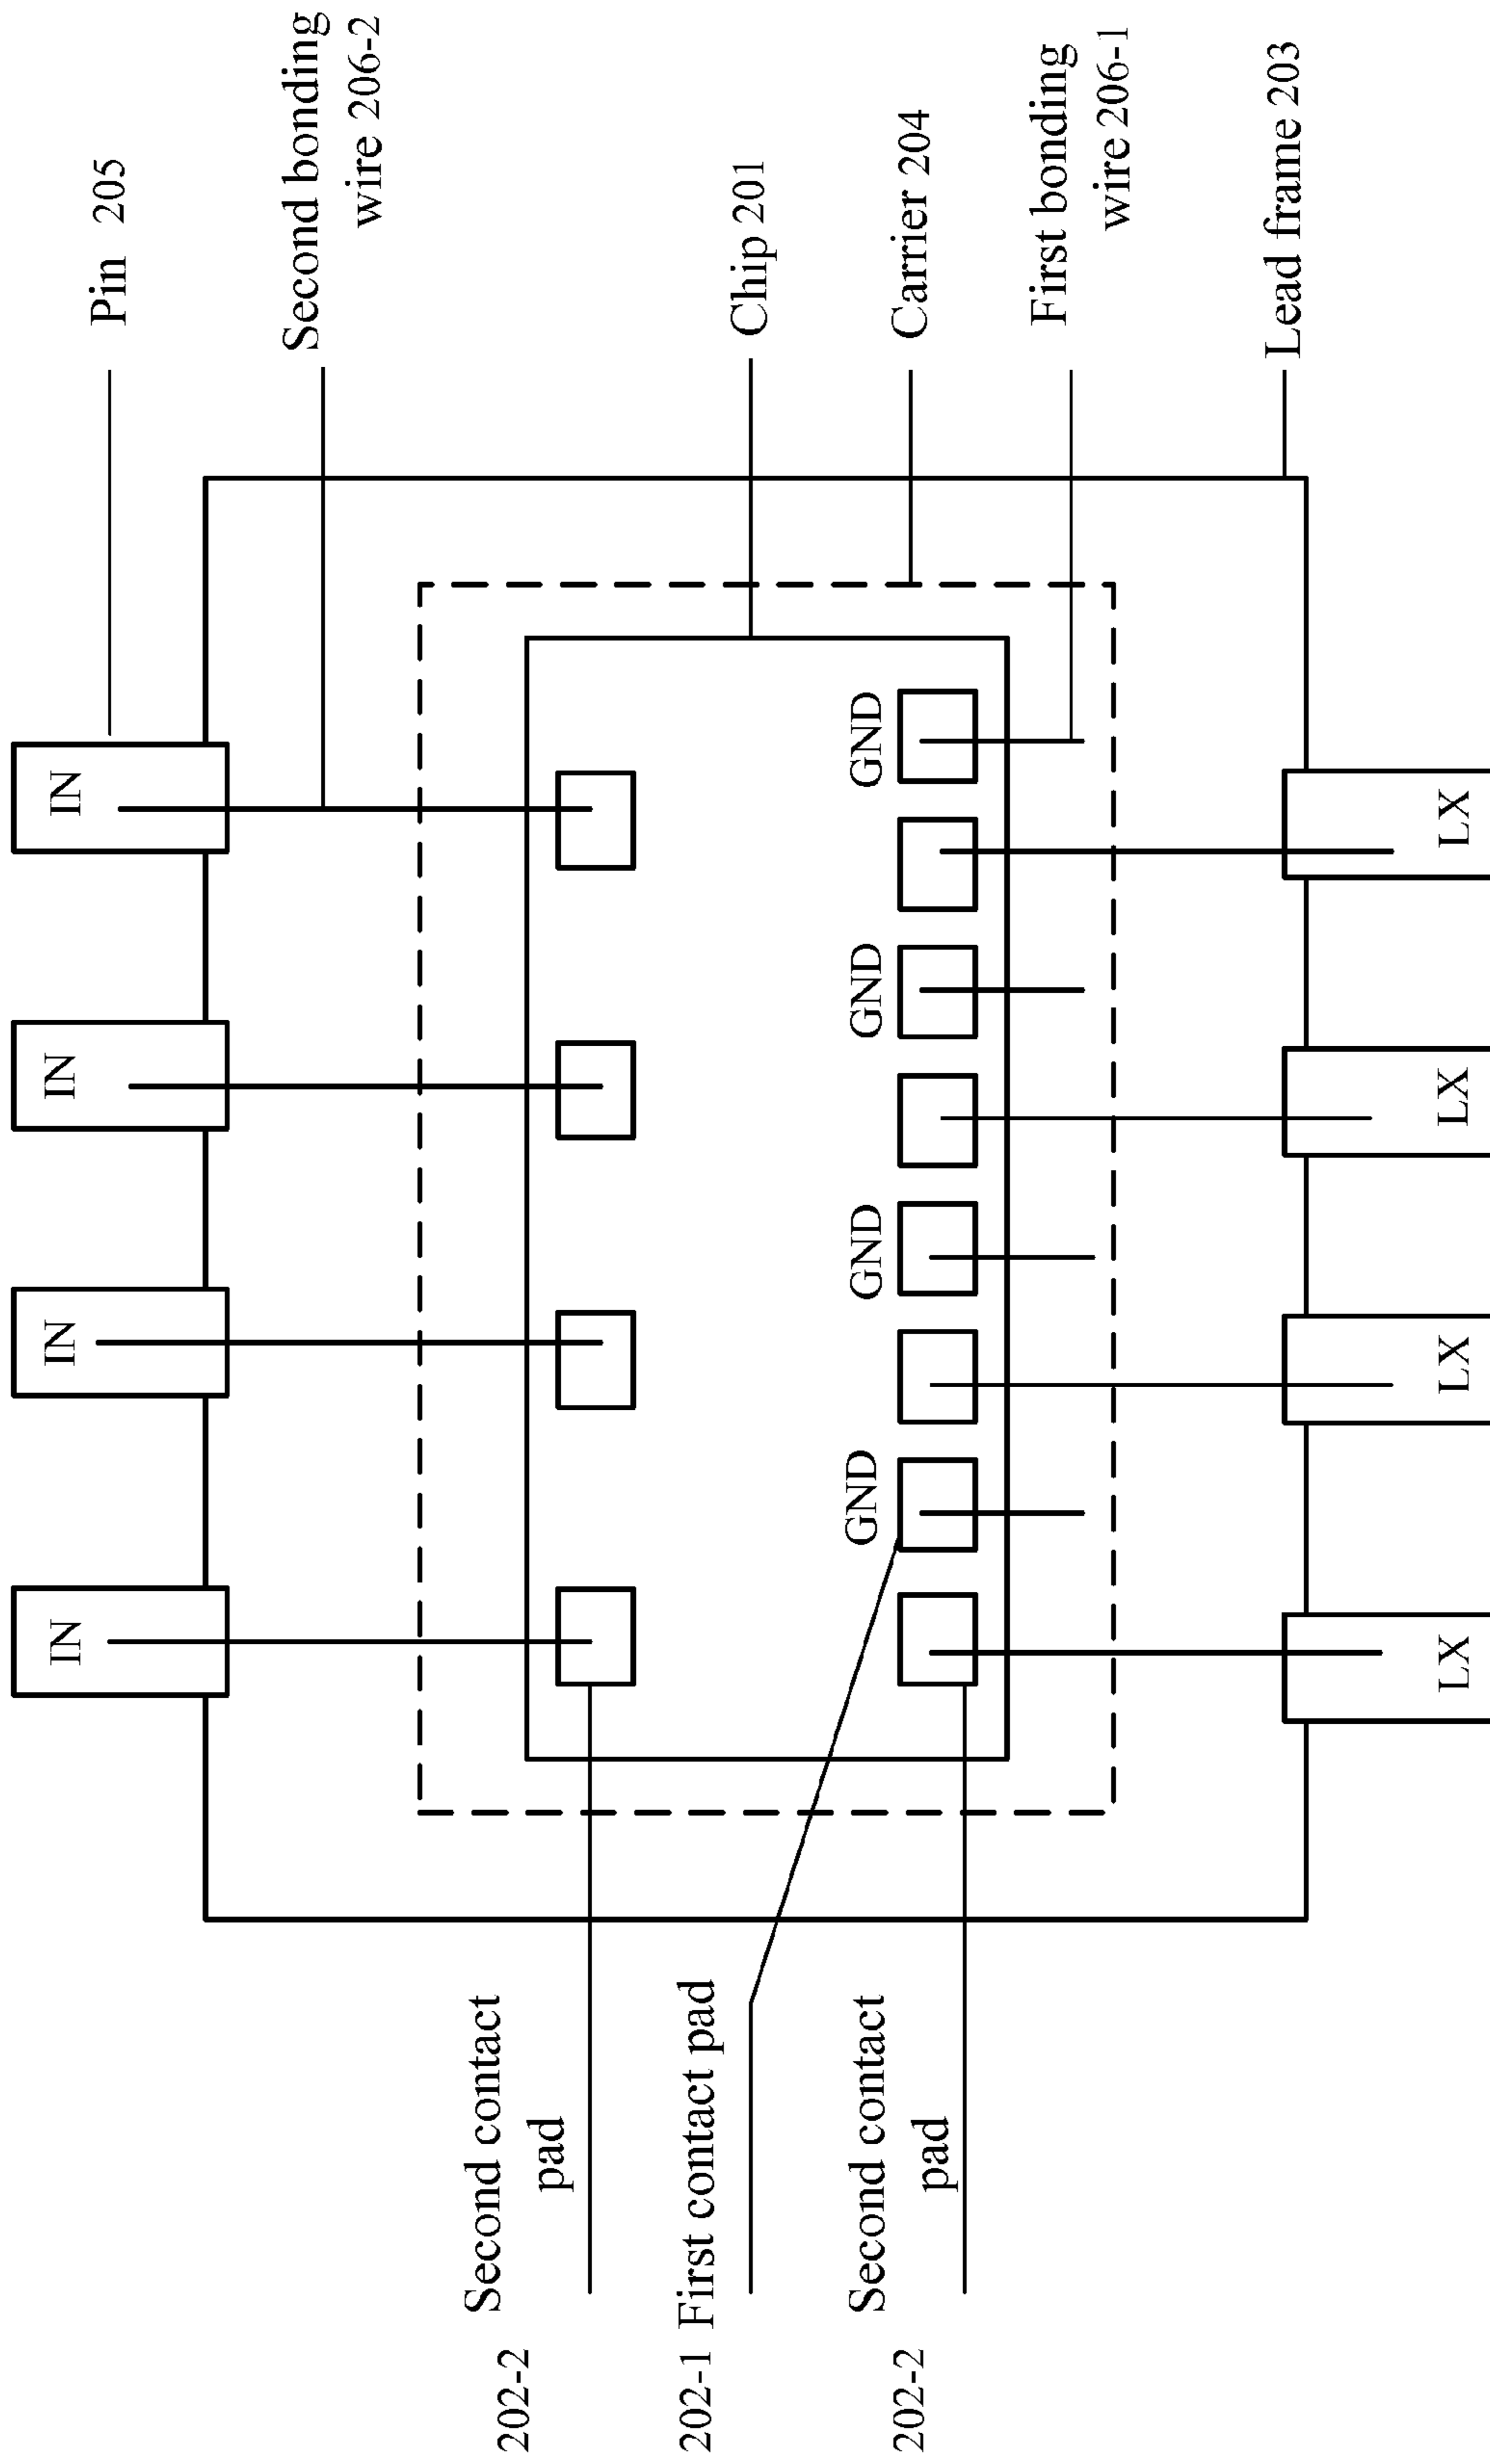 IN
IN
IN
IN
Pin 205
Second bonding
wire 206-2
202-2
Second contact
pad
202-1 First contact pad
Chip 201
202-2
Second contact
pad
GND
GND
GND
GND
Carrier 204
First bonding
wire 206-1
Lead frame 203
LX
LX
LX
LX